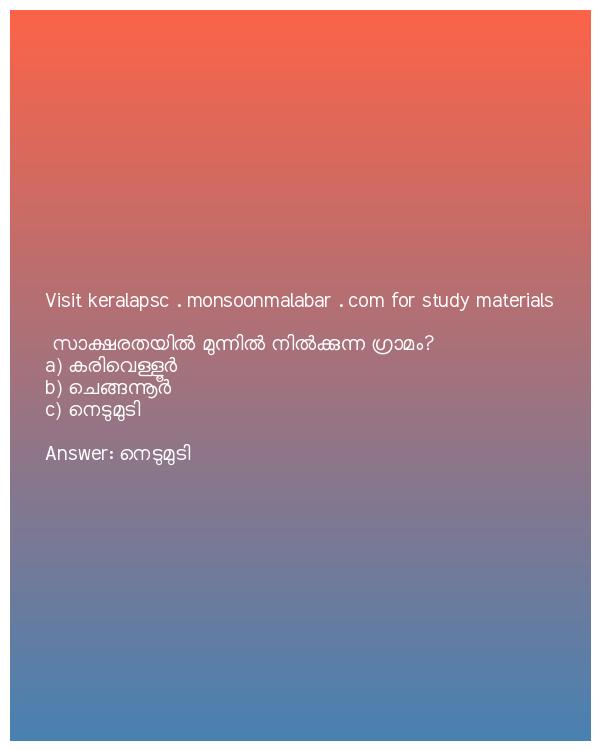 Visit keralapsc . monsoonmalabar . com for study materials
സാക്ഷരതയിൽ മുന്നിൽ നിൽക്കുന്ന ഗ്രാമം?
a) കരിവെള്ളൂർ
b) ചെങ്ങന്നൂർ
c) നെടുമുടി
Answer: നെടുമുടി